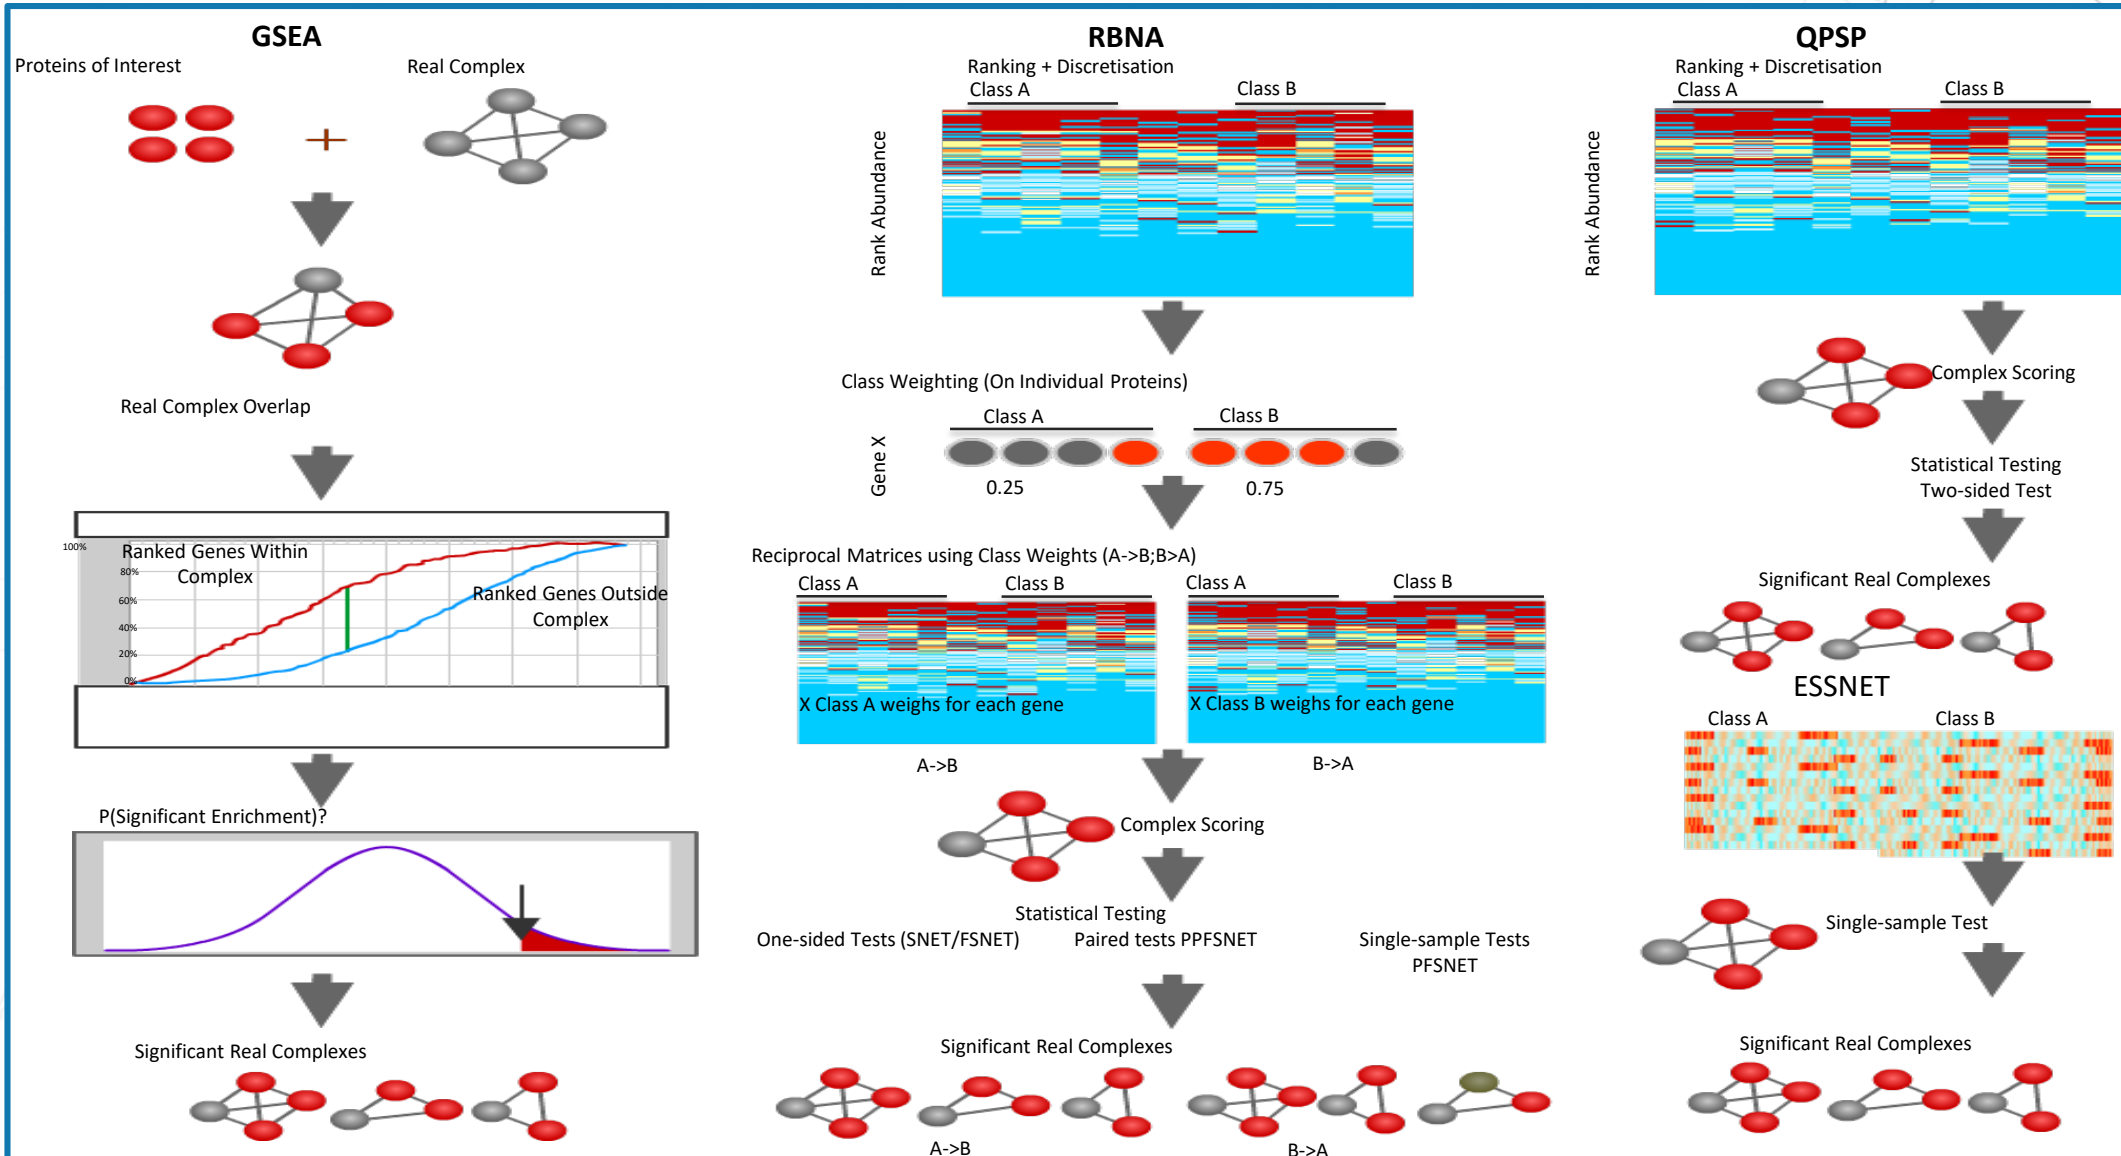 GSEA
Proteins of Interest
Real Complex
Real Complex Overlap
100%
80%
60%
40%
20%
0%
Ranked Genes Within
Complex
Ranked Genes Outside
Complex
P(Significant Enrichment)?
Significant Real Complexes
RBNA
Ranking + Discretisation
Class A
Class B
Rank Abundance
Class Weighting (On Individual Proteins)
Class A
Class B
Gene X
0.25
0.75
Reciprocal Matrices using Class Weights (A->B;B>A)
Class A
Class B
Class A
Class B
X Class A weighs for each gene
X Class B weighs for each gene
A->B
B->A
Complex Scoring
Statistical Testing
One-sided Tests (SNET/FSNET)
Paired tests PPFSNET
Single-sample Tests
PFSNET
Significant Real Complexes
A->B
B->A
QPSP
Ranking + Discretisation
Class A
Class B
Rank Abundance
Complex Scoring
Statistical Testing
Two-sided Test
Significant Real Complexes
ESSNET
Class A
Class B
Single-sample Test
Significant Real Complexes